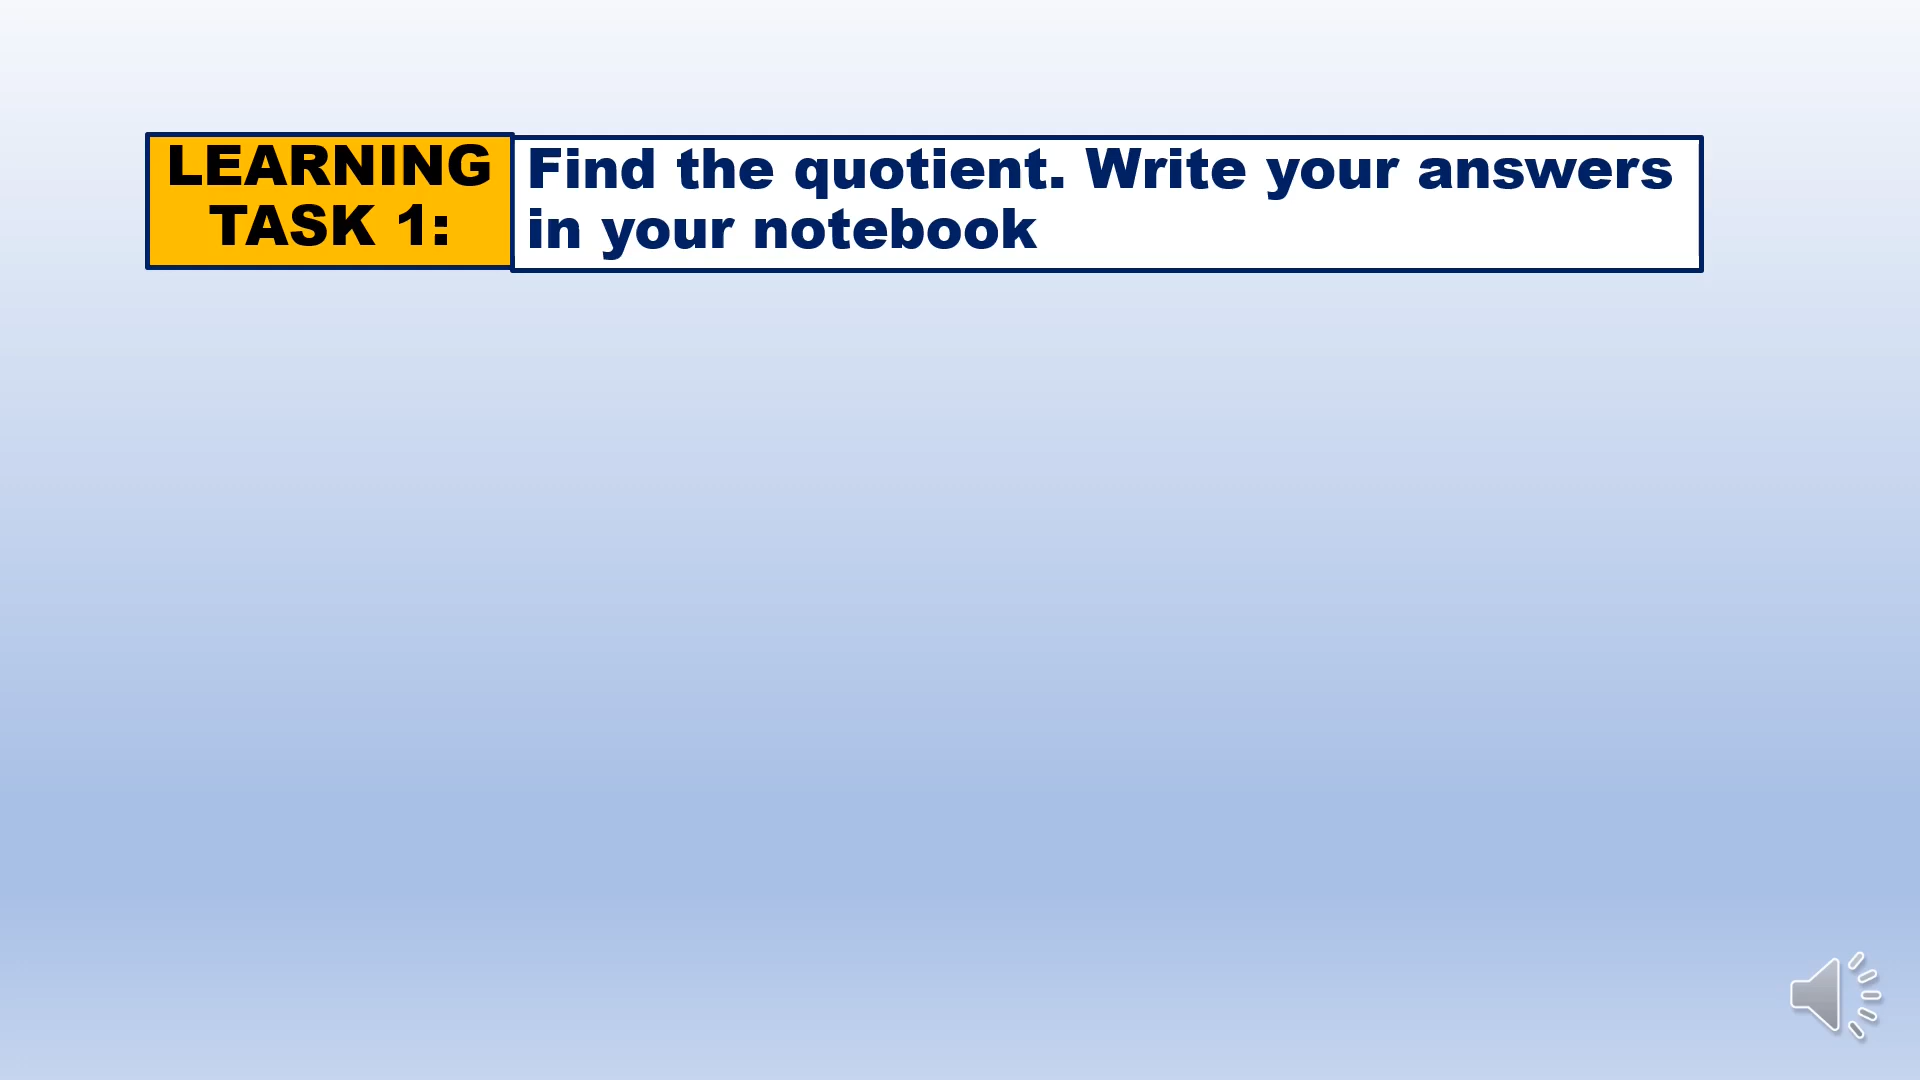 LEARNING
TASK 1:
Find the quotient. Write your answers
in your notebook